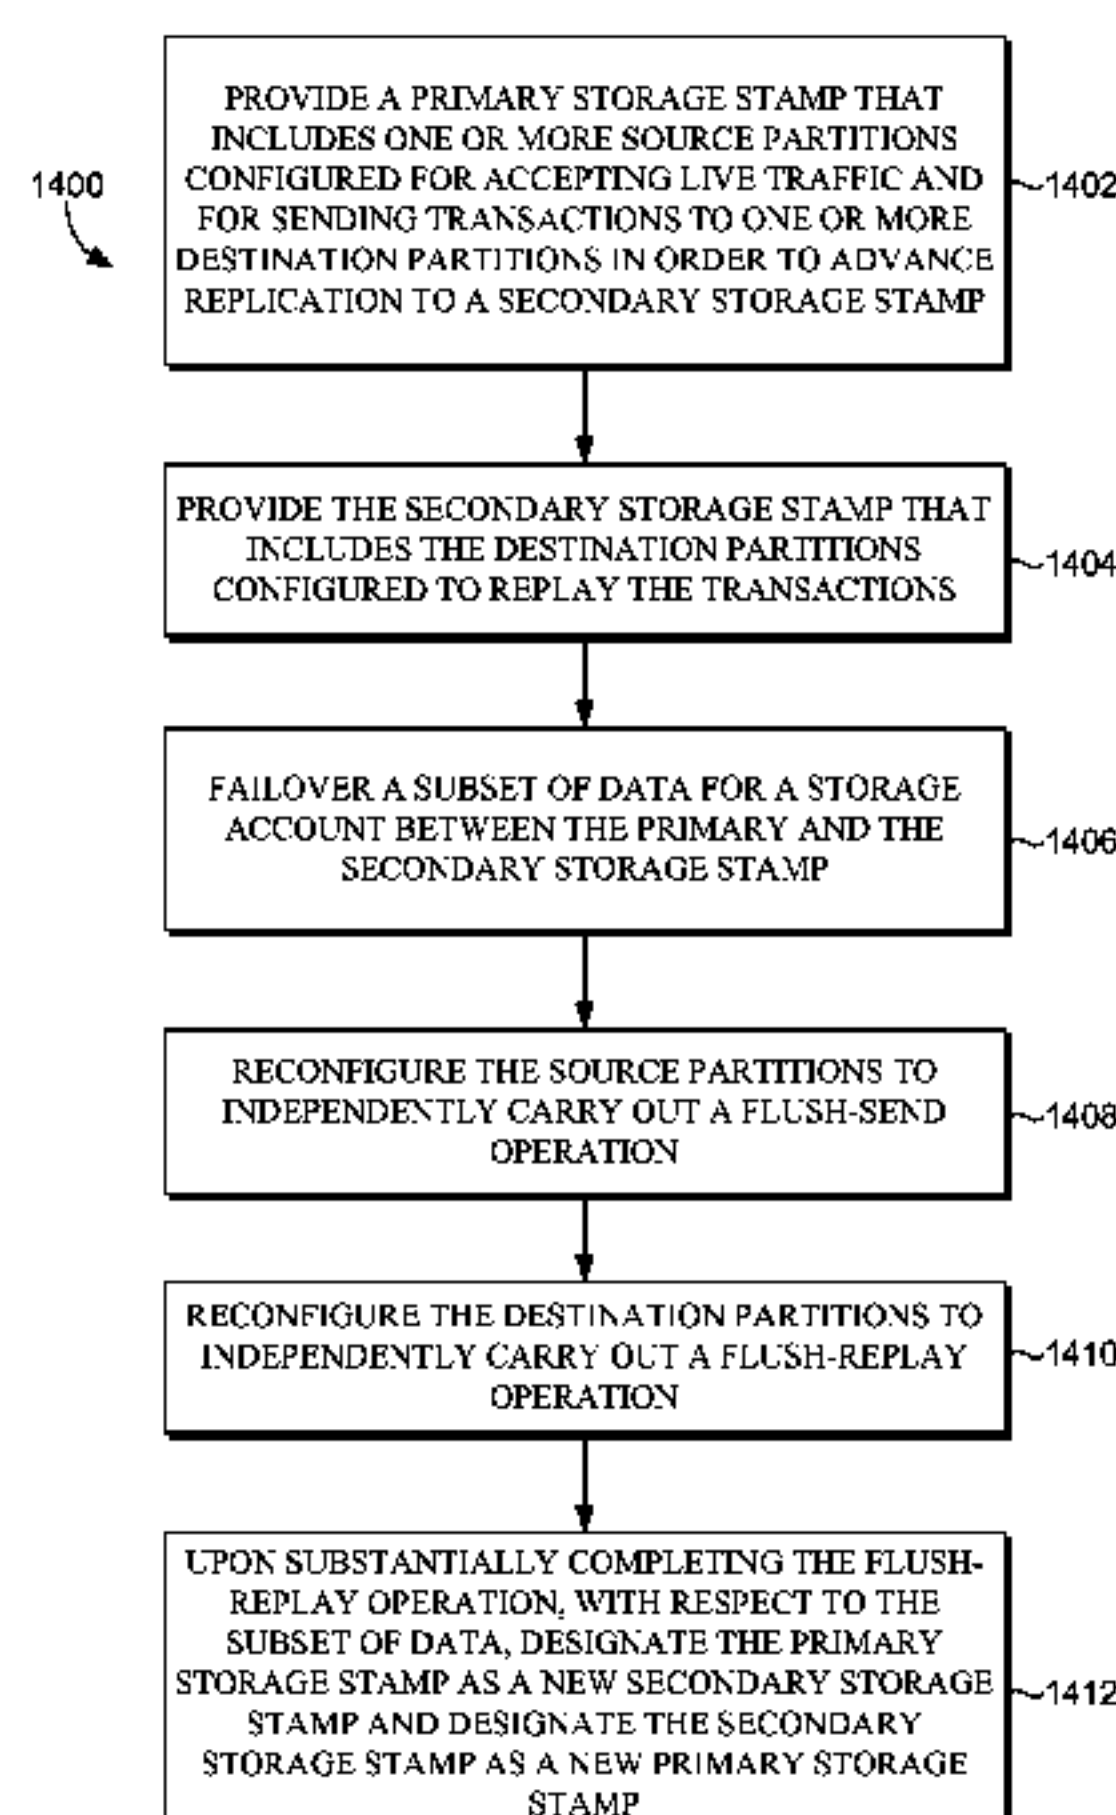 1400
PROVIDE A PRIMARY STORAGE STAMP THAT
INCLUDES ONE OR MORE SOURCE PARTITIONS
CONFIGURED FOR ACCEPTING LIVE TRAFFIC AND
FOR SENDING TRANSACTIONS TO ONE OR MORE
DESTINATION PARTITIONS IN ORDER TO ADVANCE
REPLICATION TO A SECONDARY STORAGE STAMP
1402
PROVIDE THE SECONDARY STORAGE STAMP THAT
INCLUDES THE DESTINATION PARTITIONS
CONFIGURED TO REPLAY THE TRANSACTIONS
1404
FAILOVER A SUBSET OF DATA FOR A STORAGE
ACCOUNT BETWEEN THE PRIMARY AND THE
SECONDARY STORAGE STAMP
1406
RECONFIGURE THE SOURCE PARTITIONS TO
INDEPENDENTLY CARRY OUT A FLUSH-SEND
OPERATION
1408
RECONFIGURE THE DESTINATION PARTITIONS TO
INDEPENDENTLY CARRY OUT A FLUSH-REPLAY
OPERATION
1410
UPON SUBSTANTIALLY COMPLETING THE FLUSH-
REPLAY OPERATION, WITH RESPECT TO THE
SUBSET OF DATA, DESIGNATE THE PRIMARY
STORAGE STAMP AS A NEW SECONDARY STORAGE
STAMP AND DESIGNATE THE SECONDARY
STORAGE STAMP AS A NEW PRIMARY STORAGE
STAMP
1412